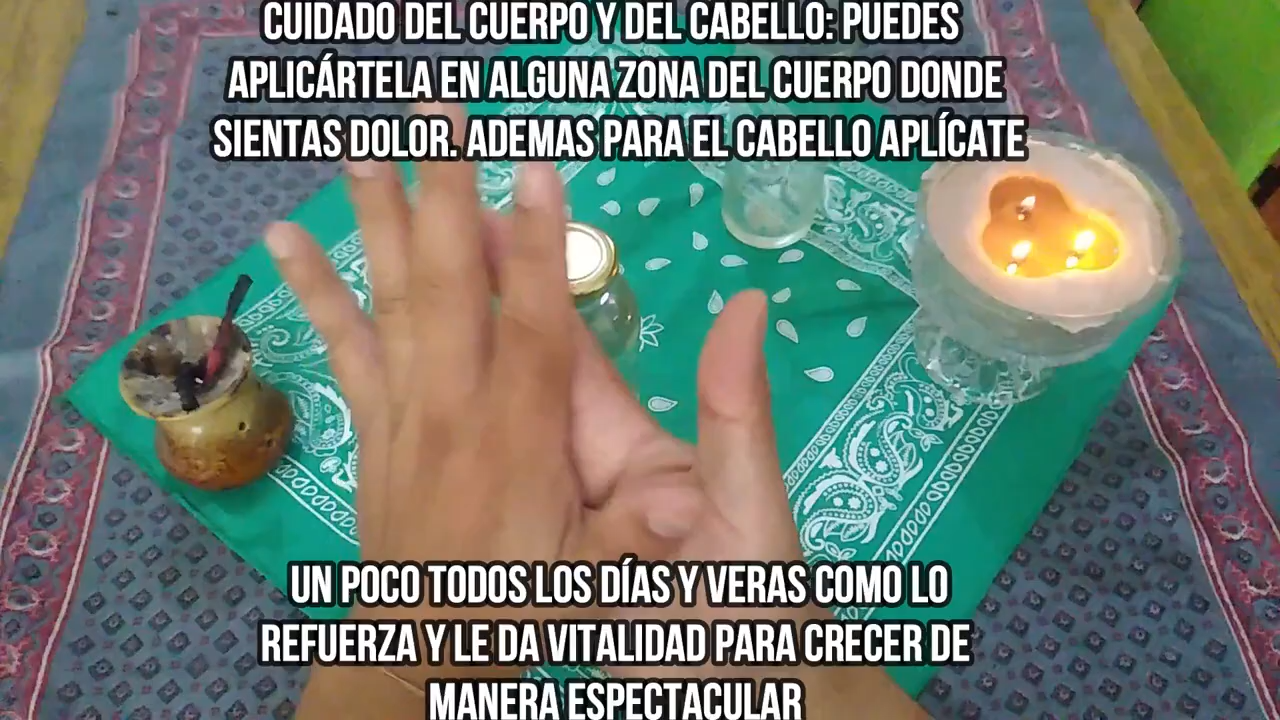 CUIDADO DEL CUERPO Y DEL CABELLO: PUEDES
APLICÁRTELA EN ALGUNA ZONA DEL CUERPO DONDE
SIENTAS DOLOR. ADEMAS PARA EL CABELLO APLÍCATE
UN POCO TODOS LOS DÍAS Y VERAS COMO LO
REFUERZA Y LE DA VITALIDAD PARA CRECER DE
MANERA ESPECTACULAR